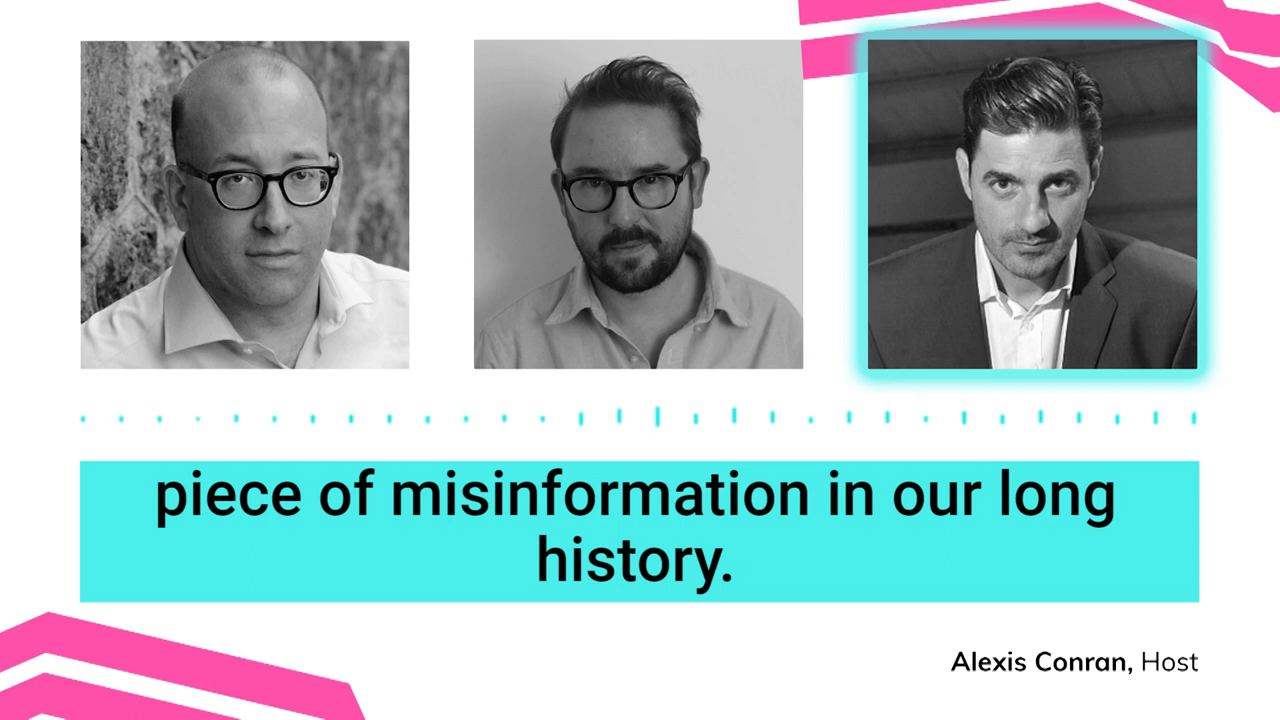 piece of misinformation in our long
history.
Alexis Conran, Host